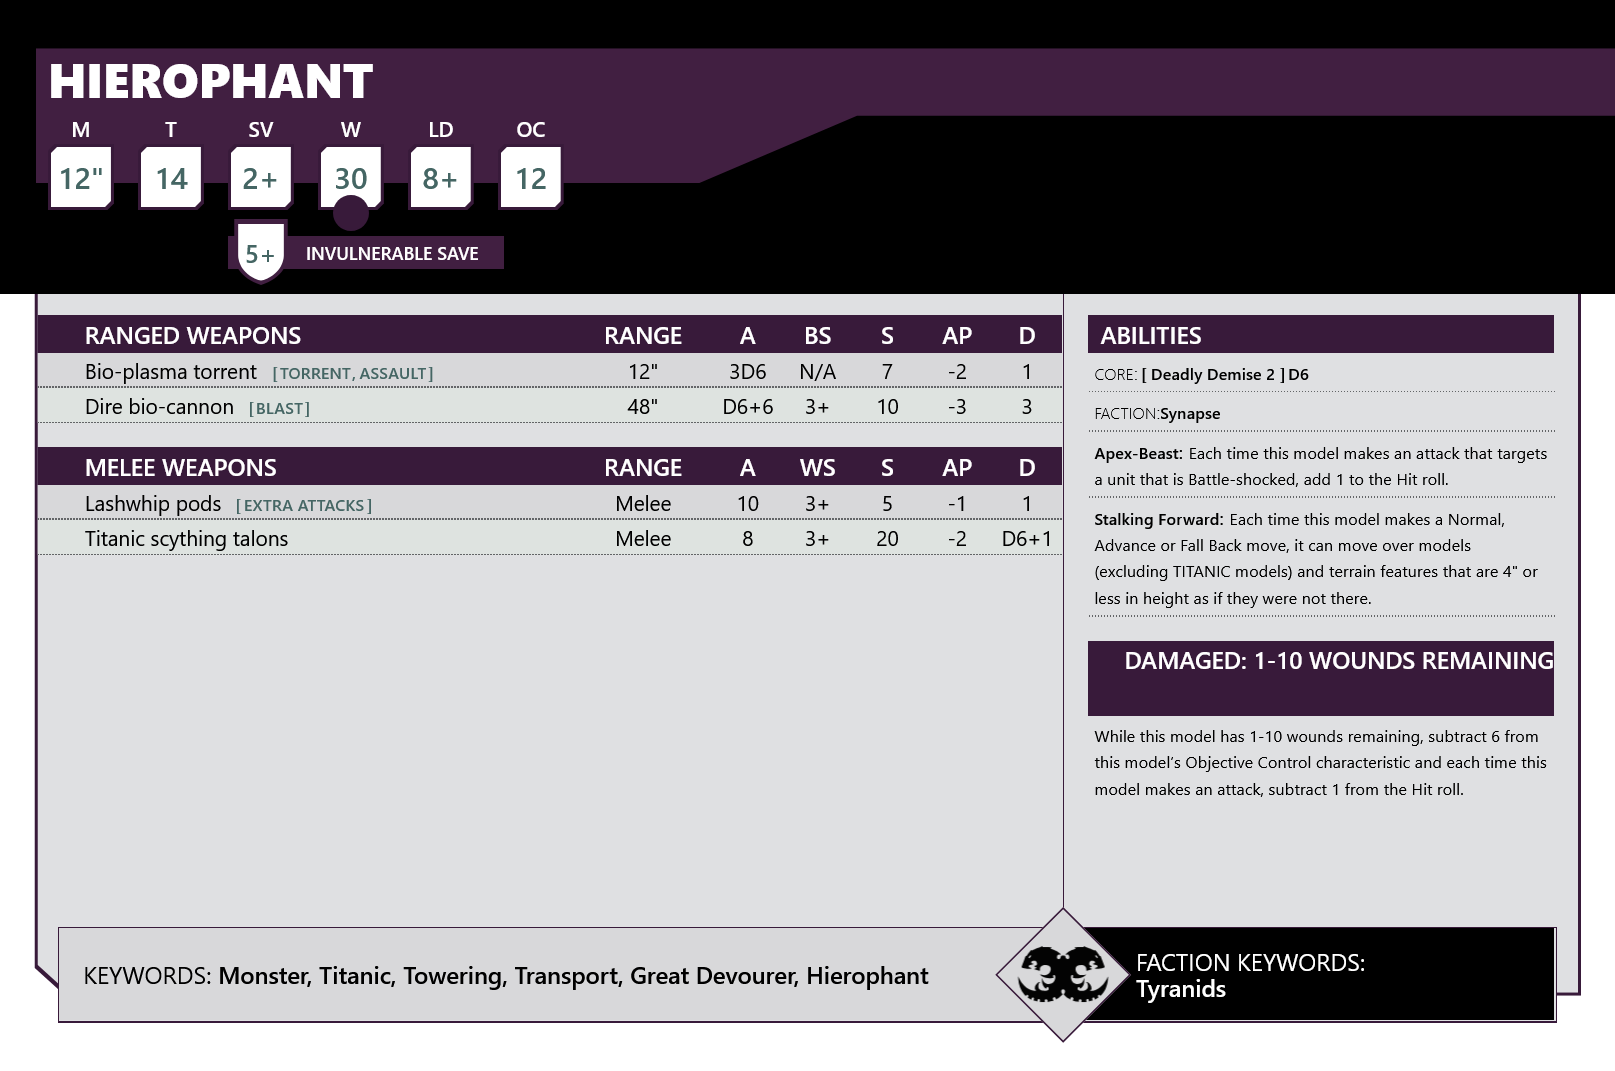 HIEROPHANT
M T SV W LD OC
12" 14 2+ 30 8+ 12
5+ INVULNERABLE SAVE
RANGED WEAPONS RANGE A BS S AP D
Bio-plasma torrent [TORRENT, ASSAULT] 12" 3D6 N/A 7 -2 1
Dire bio-cannon [BLAST] 48" D6+6 3+ 10 -3 3
MELEE WEAPONS RANGE A WS S AP D
Lashwhip pods [EXTRA ATTACKS] Melee 10 3+ 5 -1 1
Titanic scything talons Melee 8 3+ 20 -2 D6+1
ABILITIES
CORE: [ Deadly Demise 2 ] D6
FACTION:Synapse
Apex-Beast: Each time this model makes an attack that targets
a unit that is Battle-shocked, add 1 to the Hit roll.
Stalking Forward: Each time this model makes a Normal,
Advance or Fall Back move, it can move over models
(excluding TITANIC models) and terrain features that are 4" or
less in height as if they were not there.
DAMAGED: 1-10 WOUNDS REMAINING
While this model has 1-10 wounds remaining, subtract 6 from
this model’s Objective Control characteristic and each time this
model makes an attack, subtract 1 from the Hit roll.
KEYWORDS: Monster, Titanic, Towering, Transport, Great Devourer, Hierophant
FACTION KEYWORDS:
Tyranids